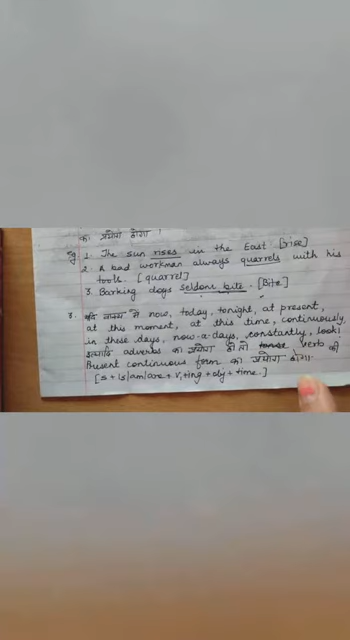 का प्रयोग होगा।
Eg 1. The sun rises in the East. [rise]
2. A bad workman always quarrels with his
tools. [quarrel]
3. Barking dogs seldom bite. [Bite]
3. यदि वाक्य में now, today, tonight, at present,
at this moment, at this time, continuously,
in these days, now-a-days, constantly, look!
इत्यादि adverbs का प्रयोग हो तो verb की
Present continuous form का प्रयोग होगा।
[S + is/am/are + V₁+ing + obj + time.]